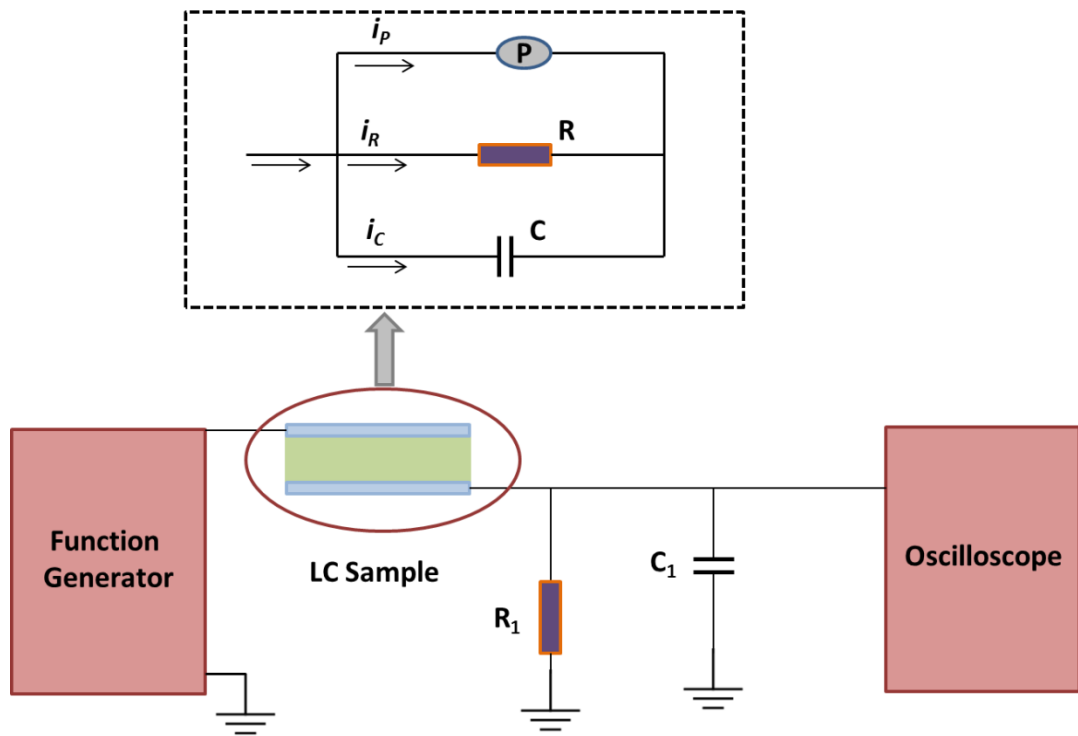 iP
P
iR
R
iC
C
Function
Generator
LC Sample
R1
C1
Oscilloscope